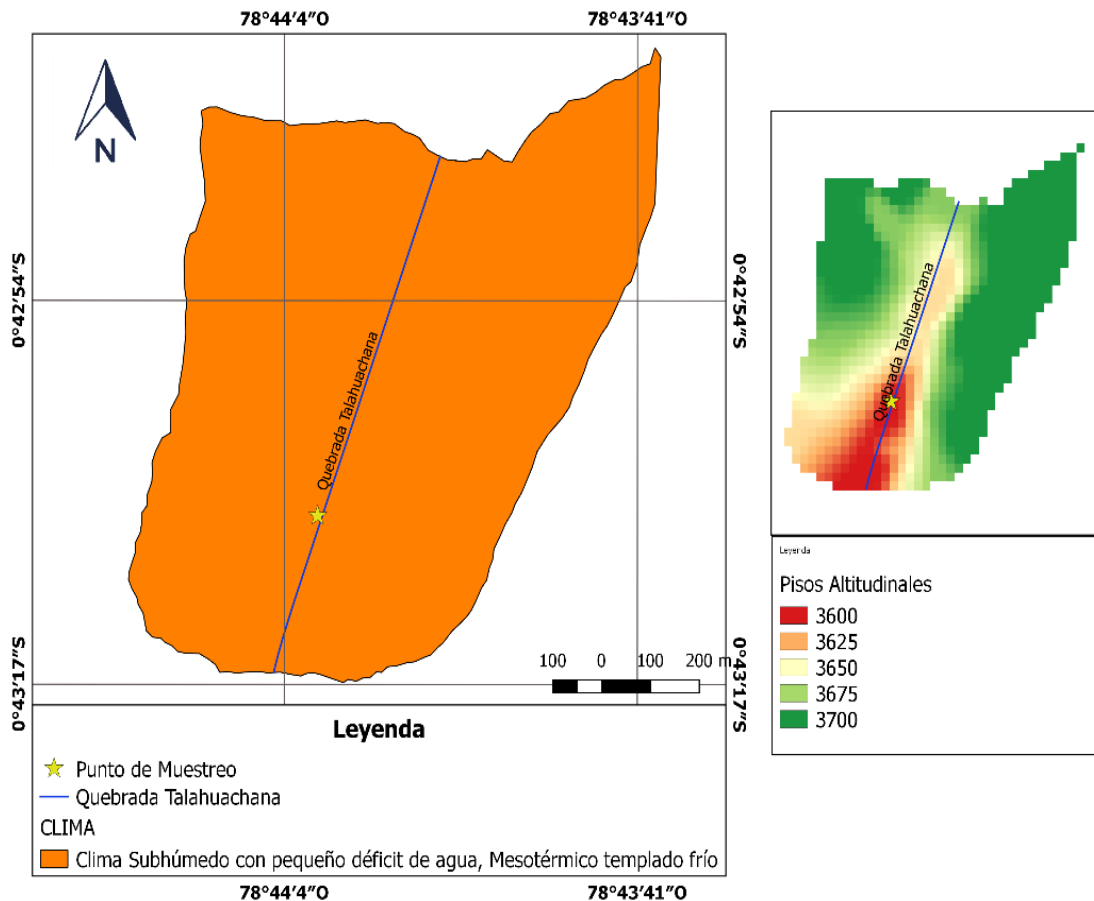 78°44'4"O
78°43'41"O
N
0°42'54"S
0°42'54"S
Quebrada Talahuachana
100 0 100 200 m
0°43'17"S
0°43'17"S
Leyenda
Punto de Muestreo
Quebrada Talahuachana
CLIMA
Clima Subhúmedo con pequeño déficit de agua, Mesotérmico templado frío
78°44'4"O
78°43'41"O
Quebrada Talahuachana
Leyenda
Pisos Altitudinales
3600
3625
3650
3675
3700